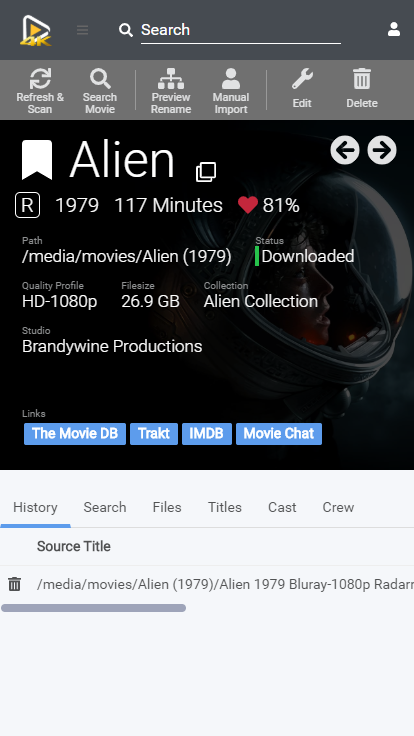 4K
Search
Refresh &
Scan
Search
Movie
Preview
Rename
Manual
Import
Edit
Delete
Alien
R 1979 117 Minutes 81%
Path Status
/media/movies/Alien (1979) Downloaded
Quality Profile Filesize Collection
HD-1080p 26.9 GB Alien Collection
Studio
Brandywine Productions
Links
The Movie DB Trakt IMDB Movie Chat
History Search Files Titles Cast Crew
Source Title
/media/movies/Alien (1979)/Alien 1979 Bluray-1080p Radarr